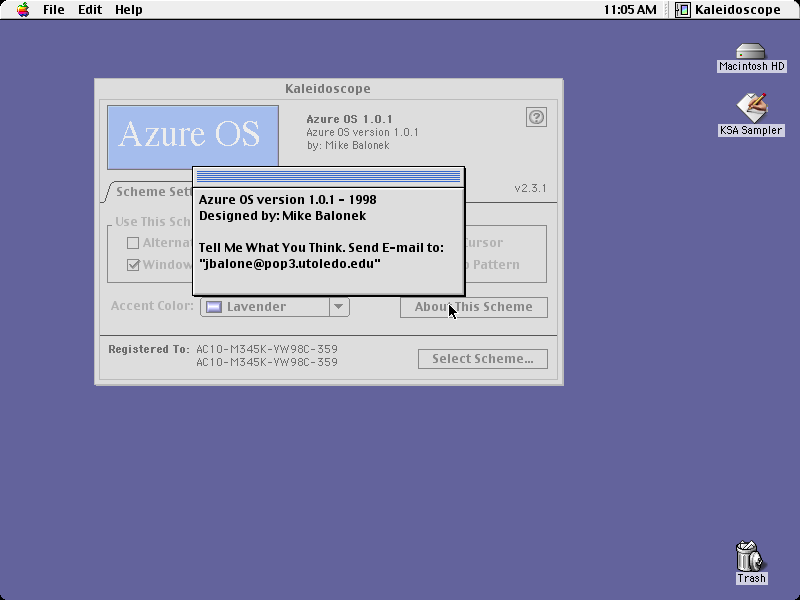 File Edit Help 11:05 AM Kaleidoscope
Macintosh HD
KSA Sampler
Kaleidoscope
Azure OS
Azure OS 1.0.1
Azure OS version 1.0.1
by: Mike Balonek
?
v2.3.1
Scheme Sett
Azure OS version 1.0.1 - 1998
Designed by: Mike Balonek
Tell Me What You Think. Send E-mail to:
"jbalone@pop3.utoledo.edu"
Use This Sch
Alterna
Cursor
Window
Pattern
Accent Color: Lavender
About This Scheme
Registered To: AC10-M345K-VW98C-359
AC10-M345K-VW98C-359
Select Scheme...
Trash